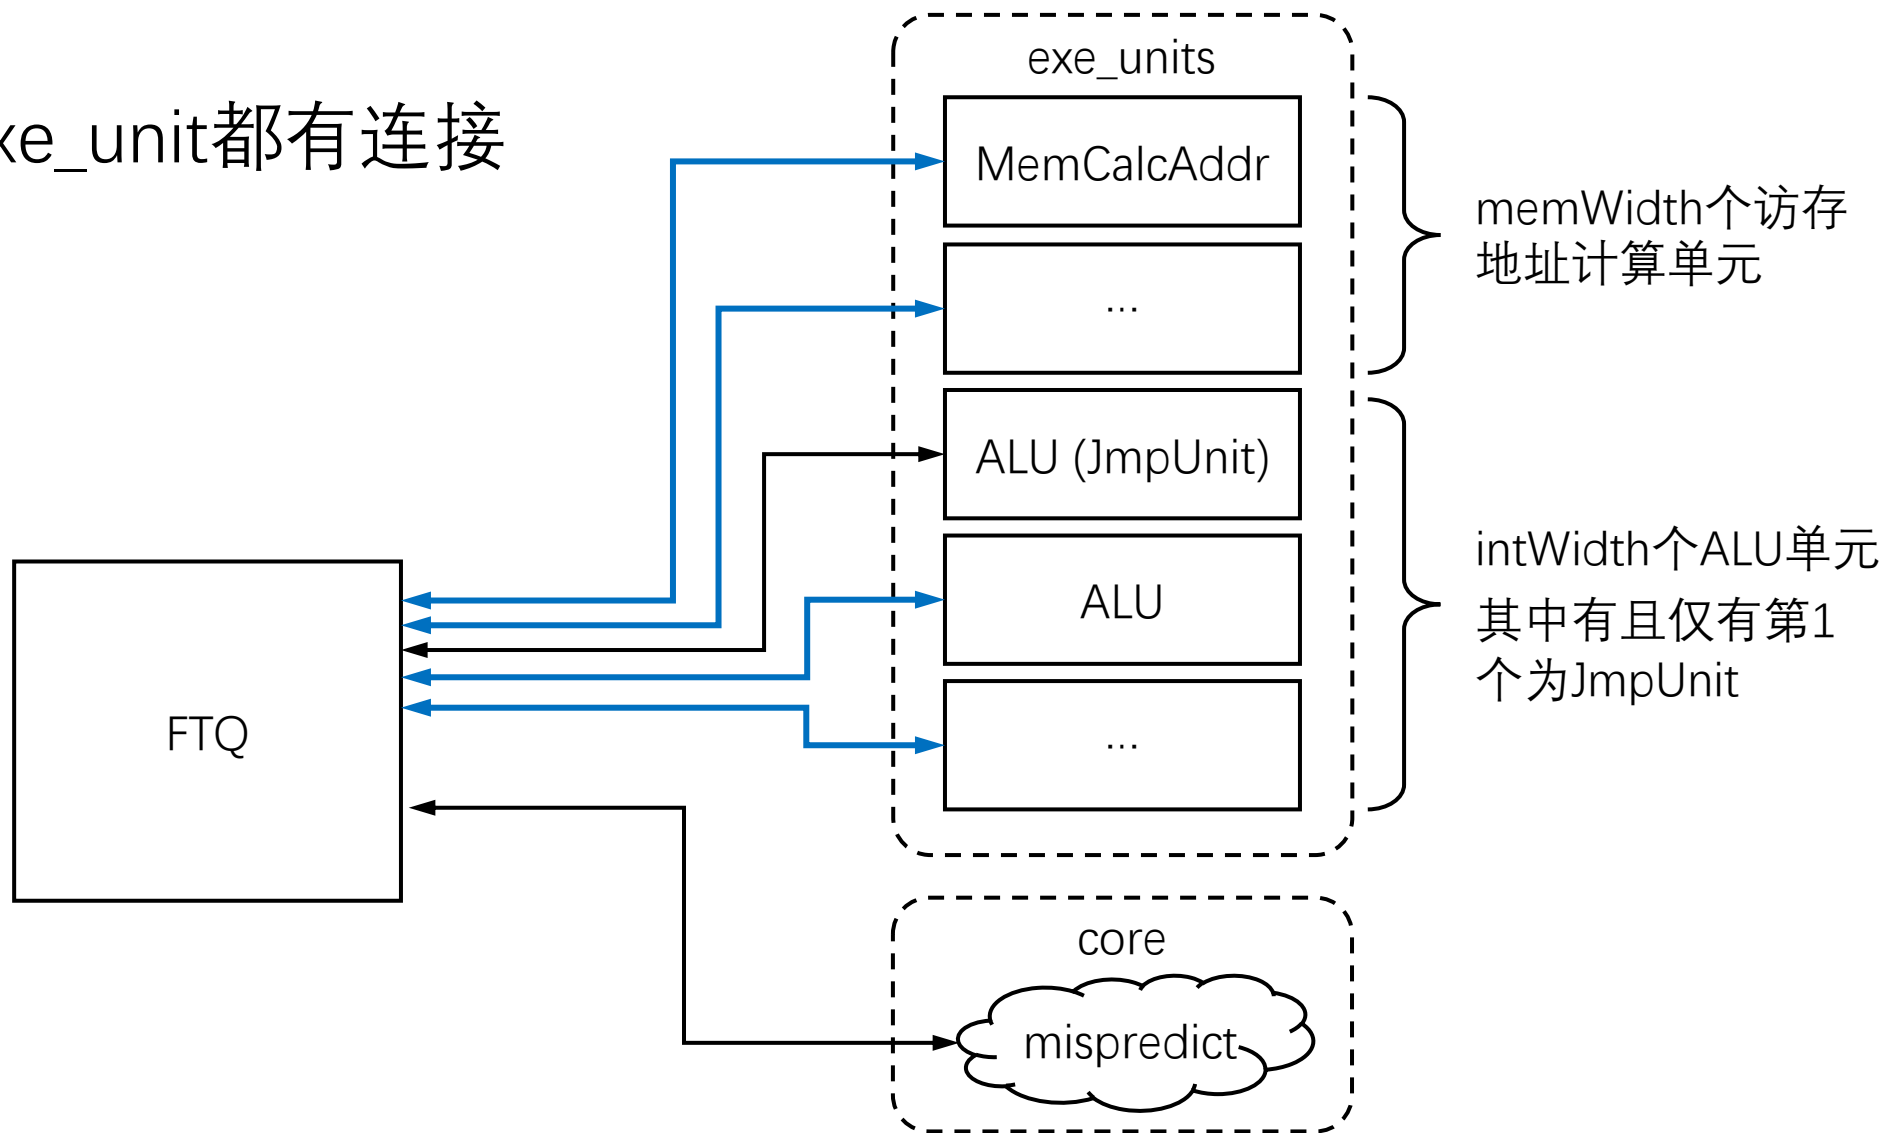 xe_unit都有连接
exe_units
MemCalcAddr
...
ALU (JmpUnit)
ALU
...
memWidth个访存
地址计算单元
intWidth个ALU单元
其中有且仅有第1
个为JmpUnit
FTQ
core
mispredict